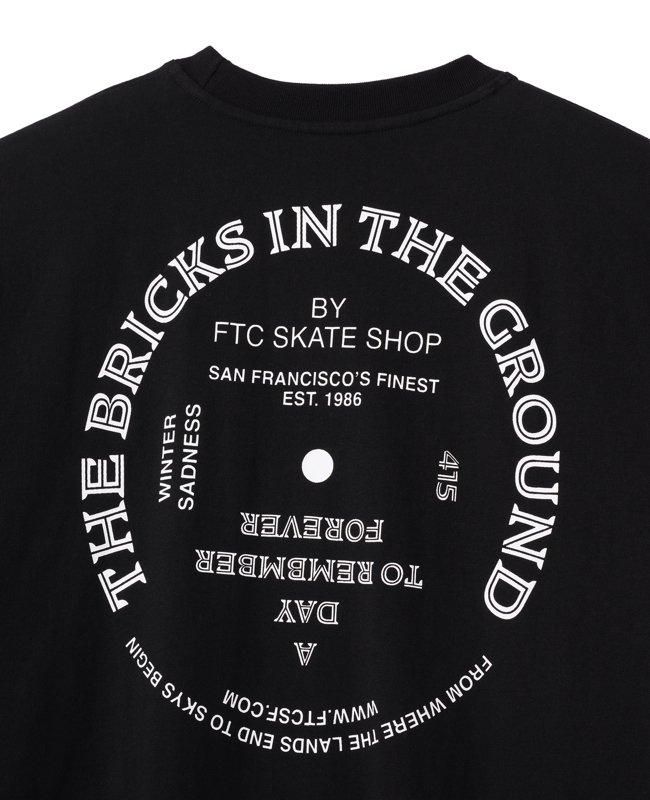 THE BRICKS IN THE GROUND
BY
FTC SKATE SHOP
SAN FRANCISCO'S FINEST
EST. 1986
WINTER
SADNESS
415
A
DAY
TO REMBMBER
FOREVER
WWW.FTCSF.COM
FROM WHERE THE LANDS END TO SKYS BEGIN